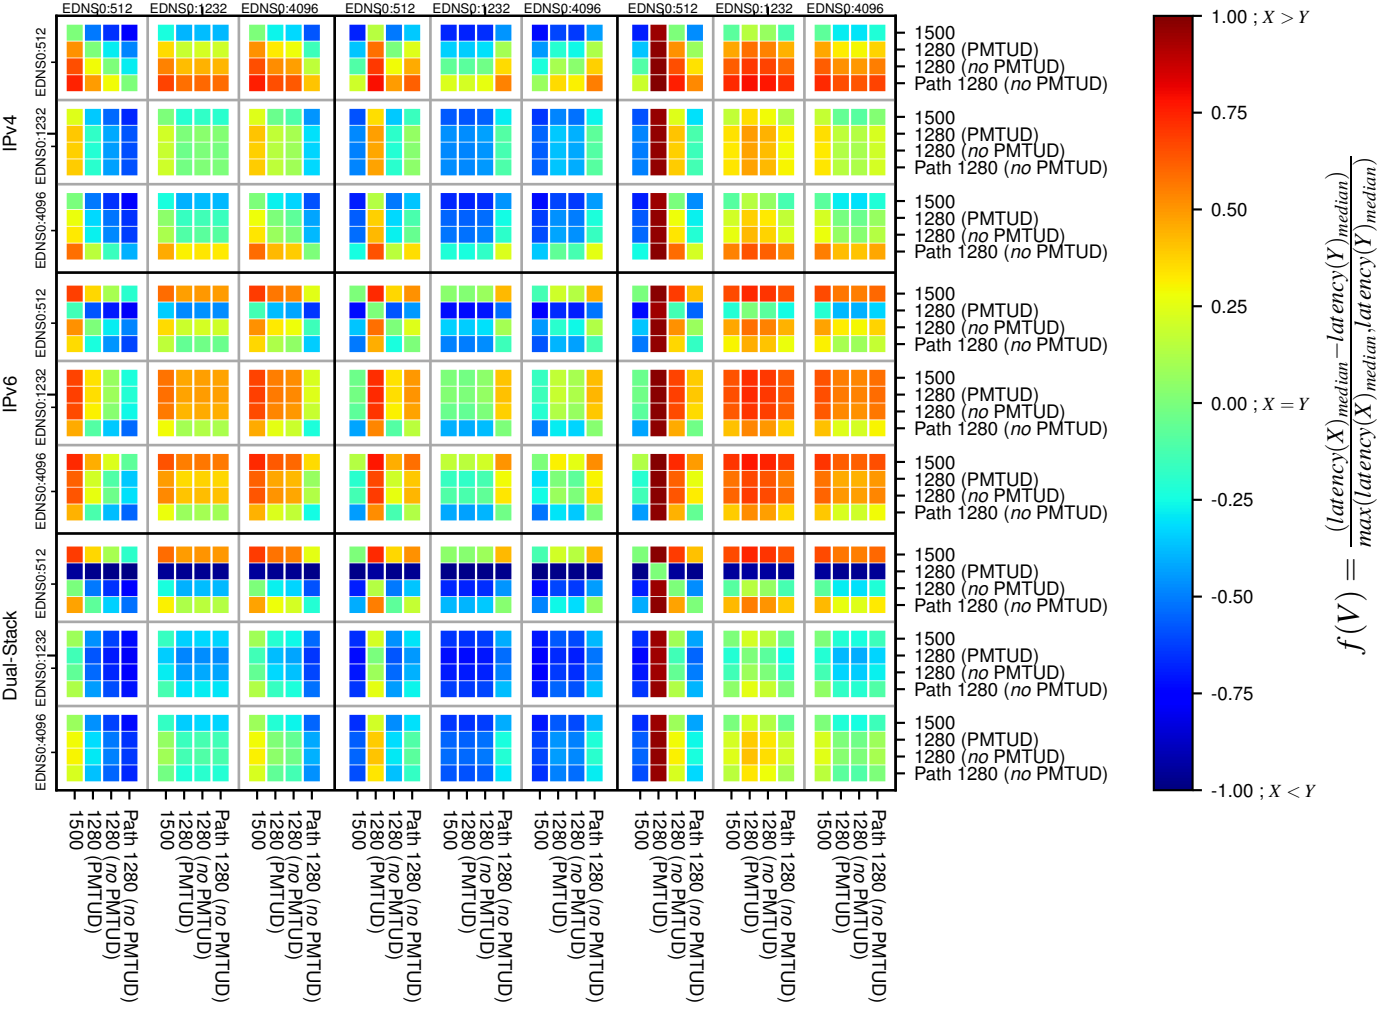 EDNS0:512 EDNS0:1232 EDNS0:4096 EDNS0:512 EDNS0:1232 EDNS0:4096 EDNS0:512 EDNS0:1232 EDNS0:4096
IPv4
EDNS0:512
1500
1280 (PMTUD)
1280 (no PMTUD)
Path 1280 (no PMTUD)
EDNS0:1232
1500
1280 (PMTUD)
1280 (no PMTUD)
Path 1280 (no PMTUD)
EDNS0:4096
1500
1280 (PMTUD)
1280 (no PMTUD)
Path 1280 (no PMTUD)
IPv6
EDNS0:512
1500
1280 (PMTUD)
1280 (no PMTUD)
Path 1280 (no PMTUD)
EDNS0:1232
1500
1280 (PMTUD)
1280 (no PMTUD)
Path 1280 (no PMTUD)
EDNS0:4096
1500
1280 (PMTUD)
1280 (no PMTUD)
Path 1280 (no PMTUD)
Dual-Stack
EDNS0:512
1500
1280 (PMTUD)
1280 (no PMTUD)
Path 1280 (no PMTUD)
EDNS0:1232
1500
1280 (PMTUD)
1280 (no PMTUD)
Path 1280 (no PMTUD)
EDNS0:4096
1500
1280 (PMTUD)
1280 (no PMTUD)
Path 1280 (no PMTUD)
1500
1280 (PMTUD)
1280 (no PMTUD)
Path 1280 (no PMTUD)
1500
1280 (PMTUD)
1280 (no PMTUD)
Path 1280 (no PMTUD)
1500
1280 (PMTUD)
1280 (no PMTUD)
Path 1280 (no PMTUD)
1500
1280 (PMTUD)
1280 (no PMTUD)
Path 1280 (no PMTUD)
1500
1280 (PMTUD)
1280 (no PMTUD)
Path 1280 (no PMTUD)
1500
1280 (PMTUD)
1280 (no PMTUD)
Path 1280 (no PMTUD)
1500
1280 (PMTUD)
1280 (no PMTUD)
Path 1280 (no PMTUD)
1500
1280 (PMTUD)
1280 (no PMTUD)
Path 1280 (no PMTUD)
1500
1280 (PMTUD)
1280 (no PMTUD)
Path 1280 (no PMTUD)
1.00 ; X > Y
0.75
0.50
0.25
0.00 ; X = Y
-0.25
-0.50
-0.75
-1.00 ; X < Y
f(V) = (latency(X)median−latency(Y)median) / max(latency(X)median,latency(Y)median)